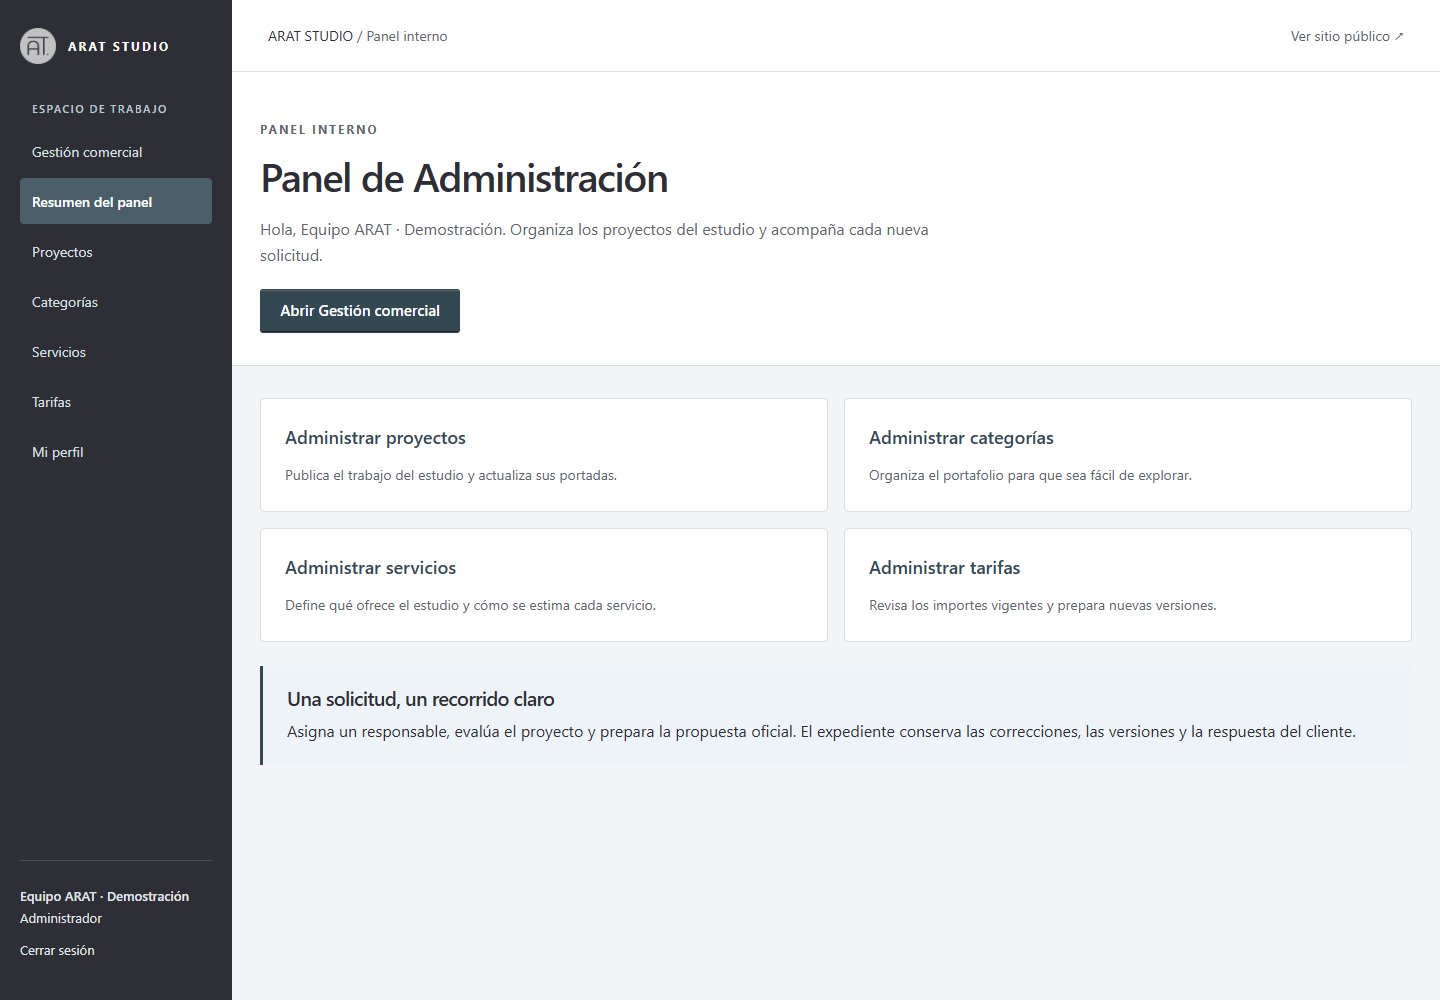 AT.
ARAT STUDIO
ESPACIO DE TRABAJO
Gestión comercial
Resumen del panel
Proyectos
Categorías
Servicios
Tarifas
Mi perfil
Equipo ARAT · Demostración
Administrador
Cerrar sesión
ARAT STUDIO / Panel interno
Ver sitio público ↗
PANEL INTERNO
Panel de Administración
Hola, Equipo ARAT · Demostración. Organiza los proyectos del estudio y acompaña cada nueva
solicitud.
Abrir Gestión comercial
Administrar proyectos
Publica el trabajo del estudio y actualiza sus portadas.
Administrar categorías
Organiza el portafolio para que sea fácil de explorar.
Administrar servicios
Define qué ofrece el estudio y cómo se estima cada servicio.
Administrar tarifas
Revisa los importes vigentes y prepara nuevas versiones.
Una solicitud, un recorrido claro
Asigna un responsable, evalúa el proyecto y prepara la propuesta oficial. El expediente conserva las correcciones, las versiones y la respuesta del cliente.